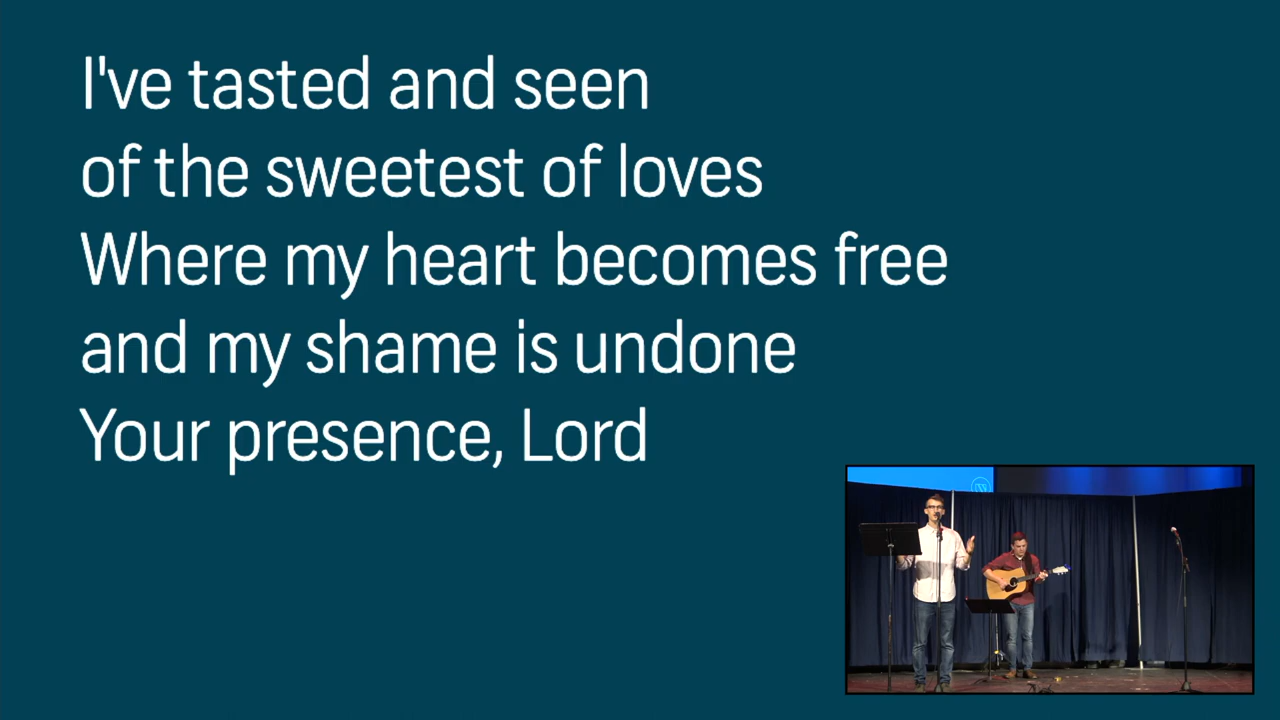 I've tasted and seen
of the sweetest of loves
Where my heart becomes free
and my shame is undone
Your presence, Lord